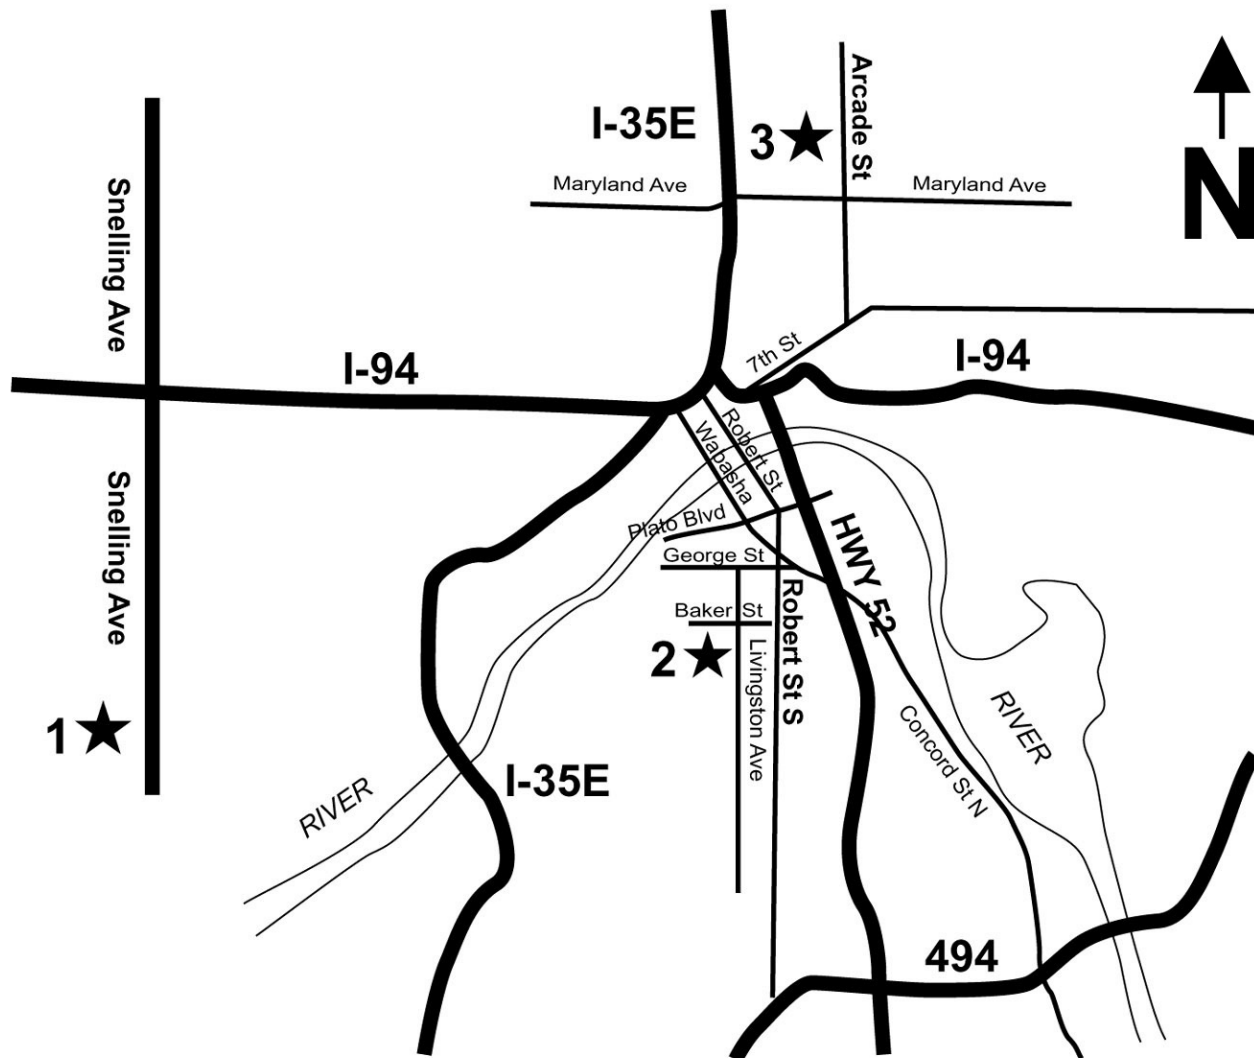 I-35E
3
Arcade St
N
Maryland Ave
Maryland Ave
Snelling Ave
7th St
I-94
I-94
Robert St
Wabasha
Snelling Ave
Plato Blvd
HWY 52
George St
Baker St
Robert St S
2
Livingston Ave
1
Concord St N
RIVER
I-35E
RIVER
494